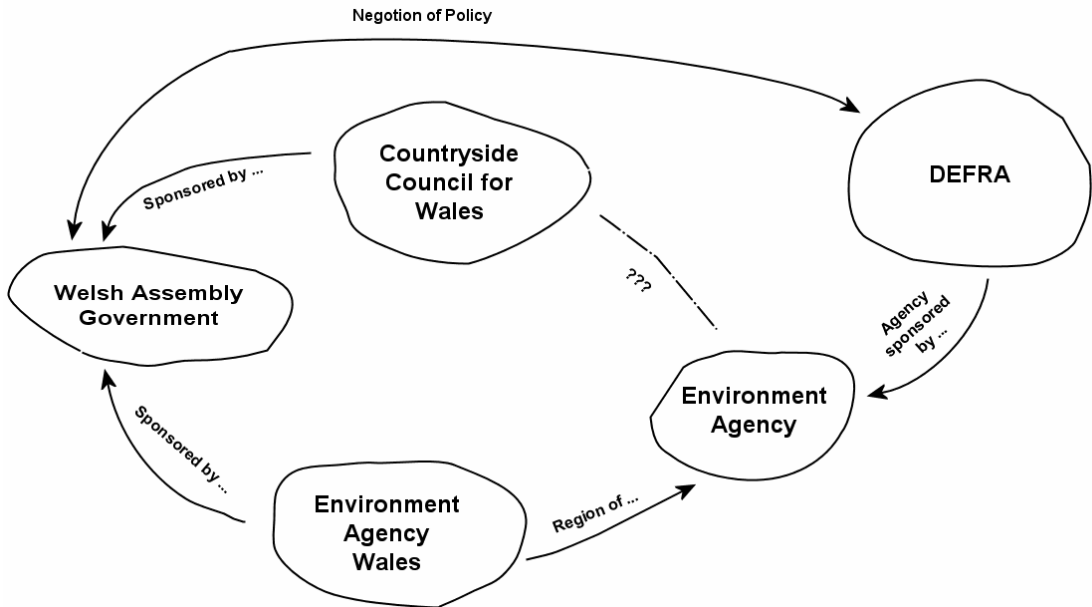 Negotion of Policy
Countryside
Council for
Wales
DEFRA
Sponsored by ...
Welsh Assembly
Government
???
Agency
sponsored
by ...
Environment
Agency
Sponsored by ...
Environment
Agency
Wales
Region of ...